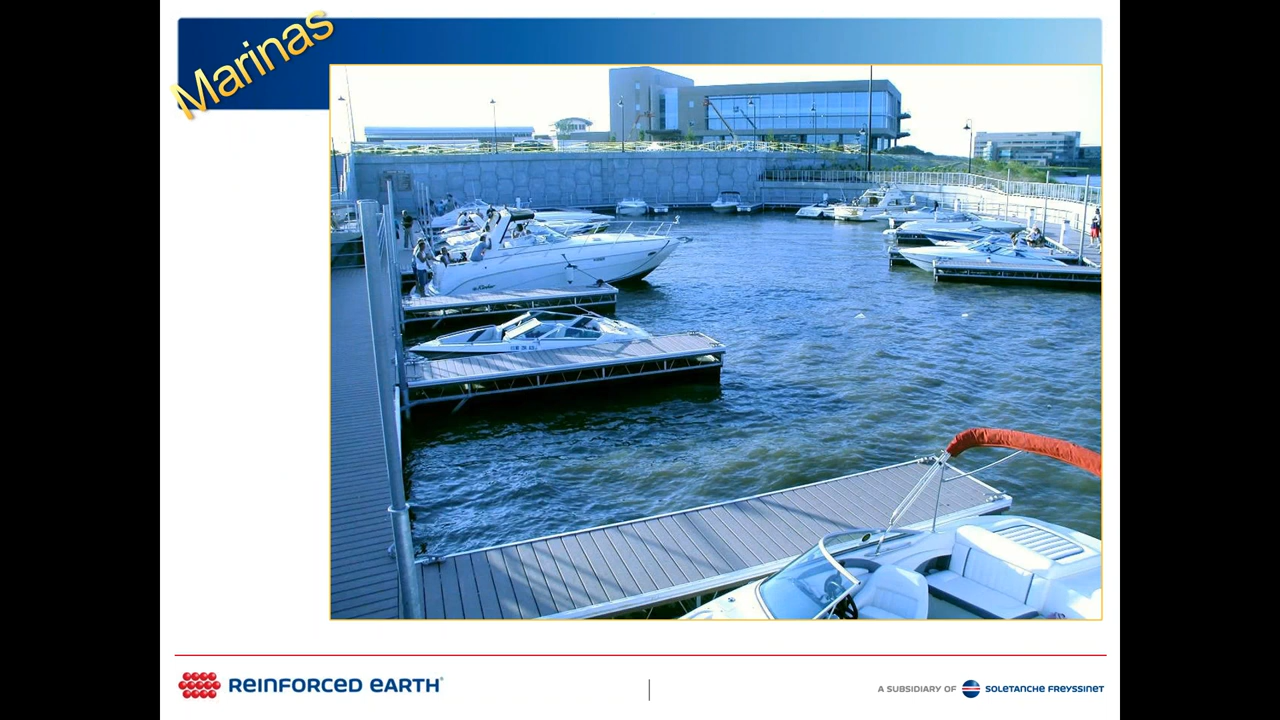 Marinas
REINFORCED EARTH®
A SUBSIDIARY OF SOLETANCHE FREYSSINET